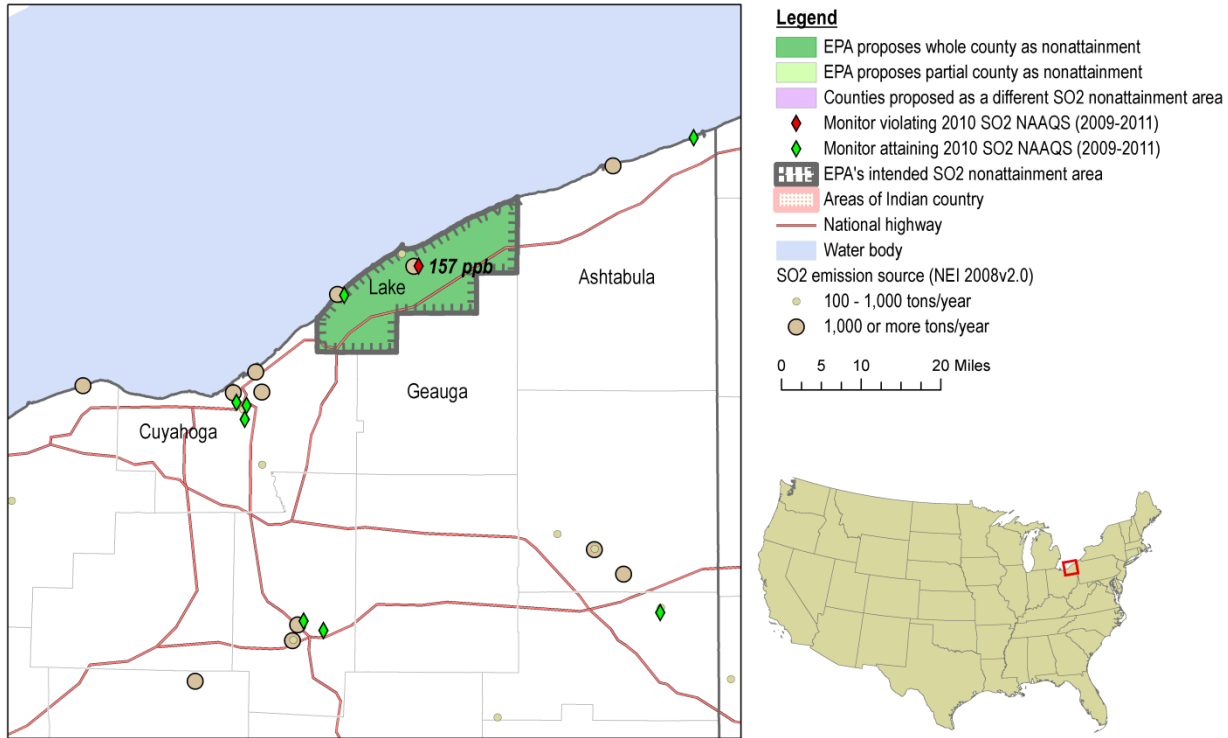 157 ppb
Lake
Ashtabula
Geauga
Cuyahoga
Legend
EPA proposes whole county as nonattainment
EPA proposes partial county as nonattainment
Counties proposed as a different SO2 nonattainment area
Monitor violating 2010 SO2 NAAQS (2009-2011)
Monitor attaining 2010 SO2 NAAQS (2009-2011)
EPA's intended SO2 nonattainment area
Areas of Indian country
National highway
Water body
SO2 emission source (NEI 2008v2.0)
100 - 1,000 tons/year
1,000 or more tons/year
0 5 10 20 Miles